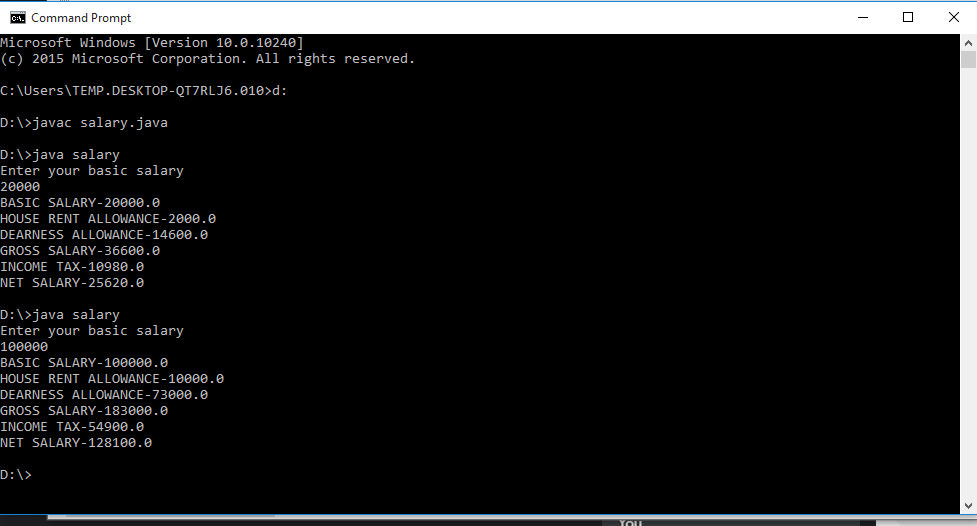 Command Prompt
Microsoft Windows [Version 10.0.10240]
(c) 2015 Microsoft Corporation. All rights reserved.
C:\Users\TEMP.DESKTOP-QT7RLJ6.010>d:
D:\>javac salary.java
D:\>java salary
Enter your basic salary
20000
BASIC SALARY-20000.0
HOUSE RENT ALLOWANCE-2000.0
DEARNESS ALLOWANCE-14600.0
GROSS SALARY-36600.0
INCOME TAX-10980.0
NET SALARY-25620.0
D:\>java salary
Enter your basic salary
100000
BASIC SALARY-100000.0
HOUSE RENT ALLOWANCE-10000.0
DEARNESS ALLOWANCE-73000.0
GROSS SALARY-183000.0
INCOME TAX-54900.0
NET SALARY-128100.0
D:\>
You